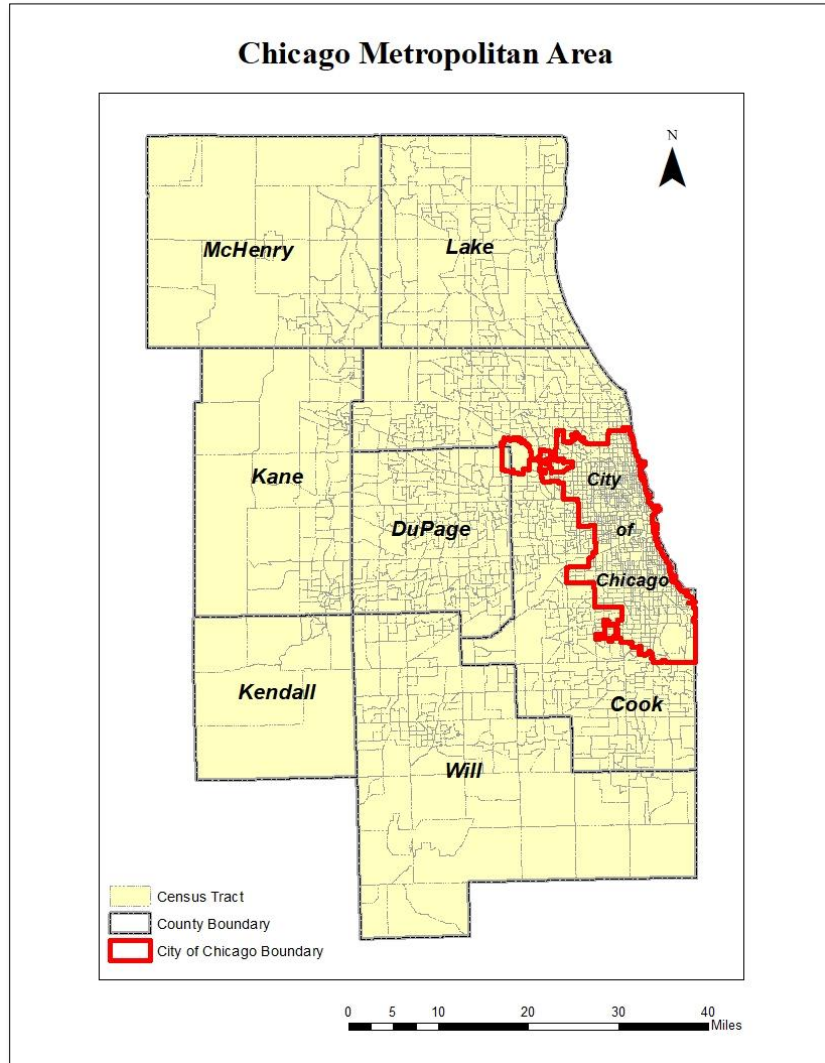 Chicago Metropolitan Area
N
McHenry
Lake
Kane
DuPage
City
of
Chicago
Kendall
Cook
Will
Census Tract
County Boundary
City of Chicago Boundary
0 5 10 20 30 40
Miles